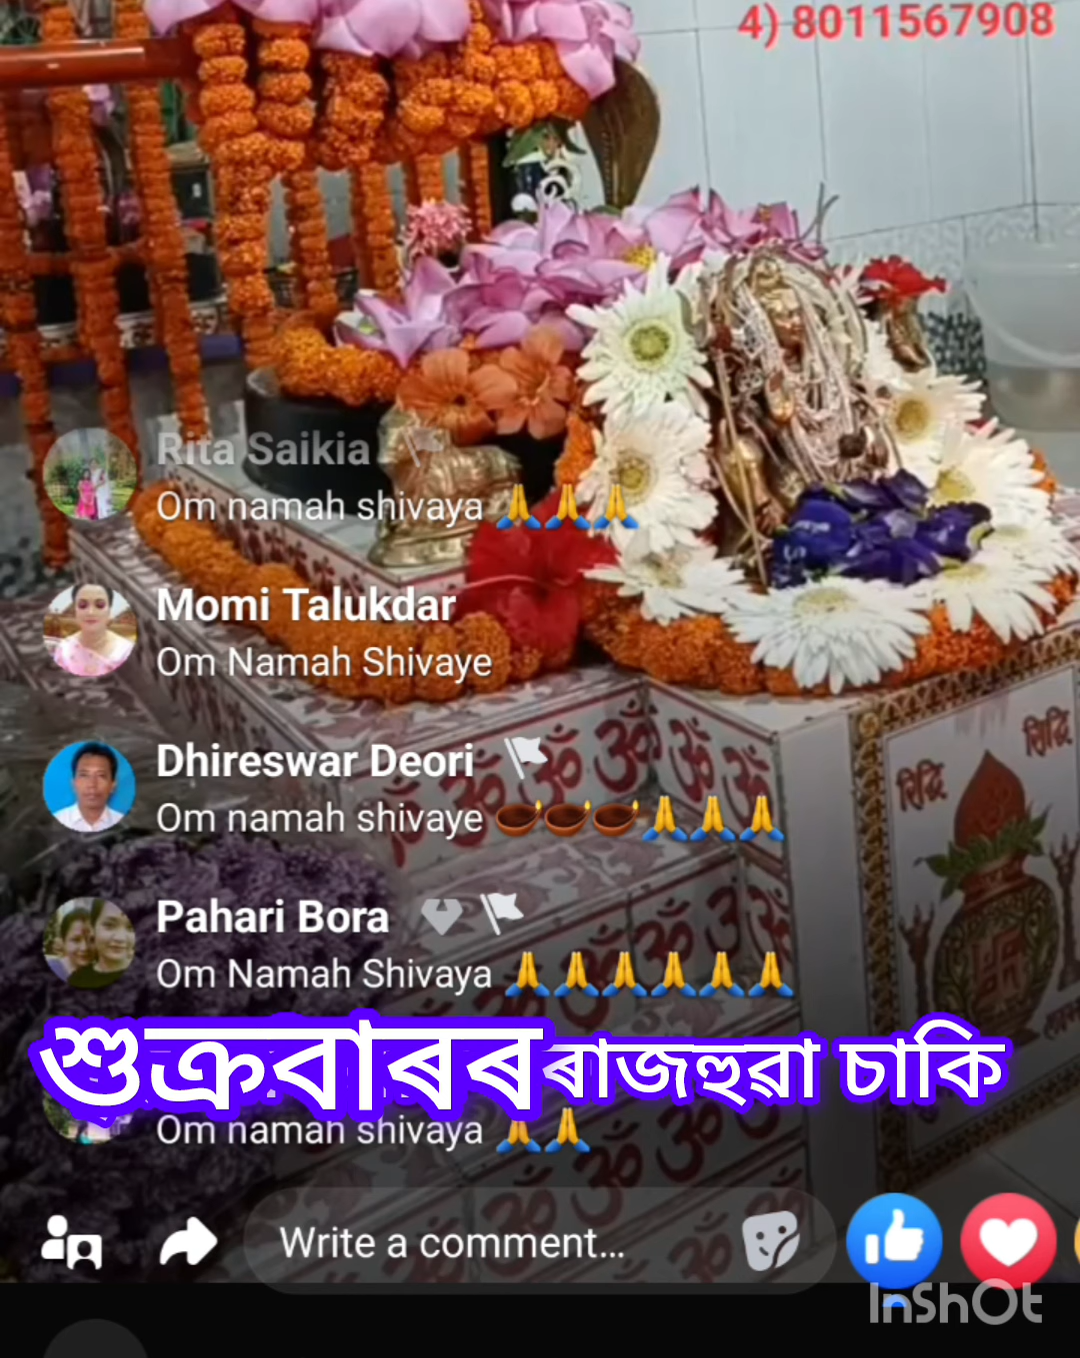 4) 8011567908
Rita Saikia
Om namah shivaya 🙏🙏🙏
Momi Talukdar
Om Namah Shivaye
Dhireswar Deori
Om namah shivaye 🪔🪔🪔🙏🙏🙏
ॐ ॐ ॐ ॐ ॐ
रिद्धि
सिद्धि
Pahari Bora
Om Namah Shivaya 🙏🙏🙏🙏🙏🙏
শুক্ৰবাৰৰ ৰাজহুৱা চাকি
Om namah shivaya 🙏🙏
Write a comment...
InShOt